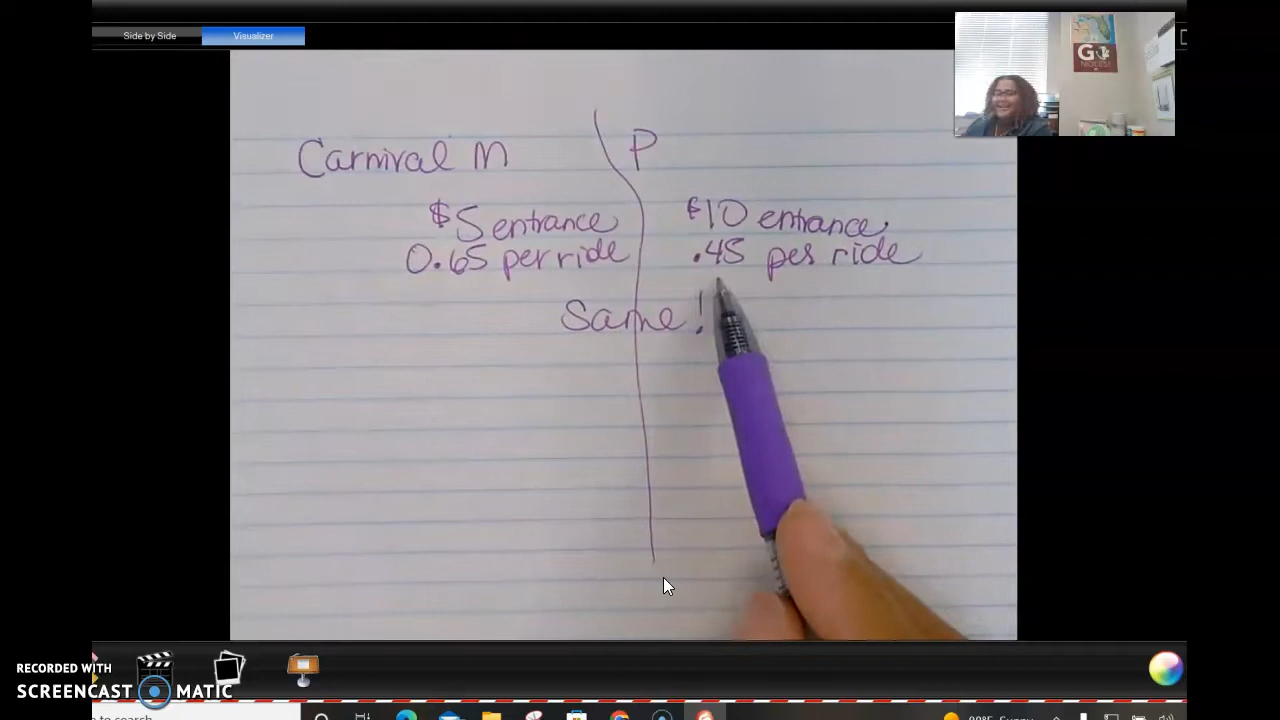 Side by Side
Visualizer
Carnival M
P
$5 entrance
0.65 per ride
$10 entrance
.45 per ride
Same!
RECORDED WITH
SCREENCAST MATIC